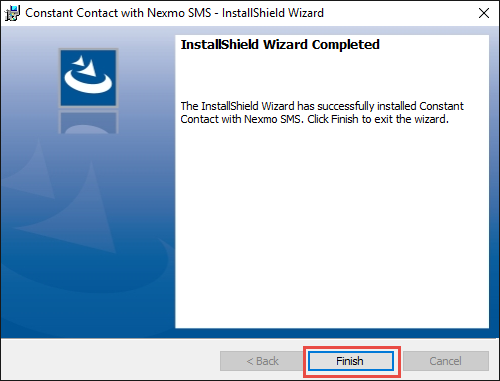 Constant Contact with Nexmo SMS - InstallShield Wizard
InstallShield Wizard Completed
The InstallShield Wizard has successfully installed Constant
Contact with Nexmo SMS. Click Finish to exit the wizard.
< Back
Finish
Cancel